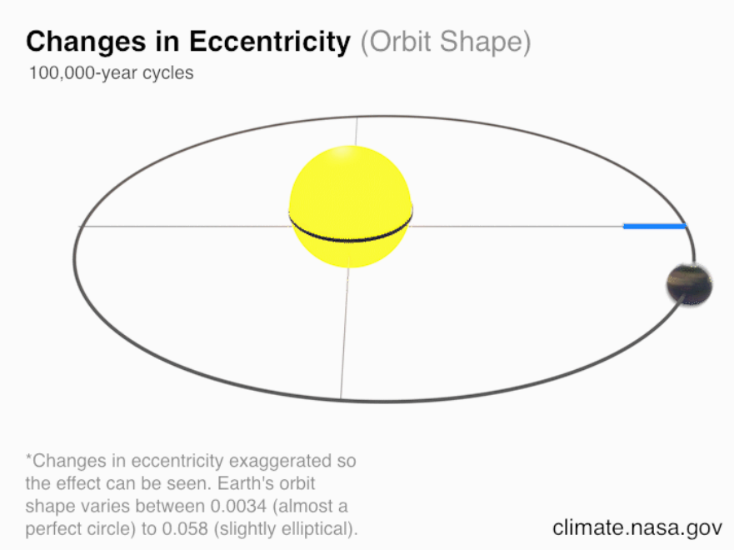 Changes in Eccentricity (Orbit Shape)
100,000-year cycles
*Changes in eccentricity exaggerated so
the effect can be seen. Earth's orbit
shape varies between 0.0034 (almost a
perfect circle) to 0.058 (slightly elliptical).
climate.nasa.gov